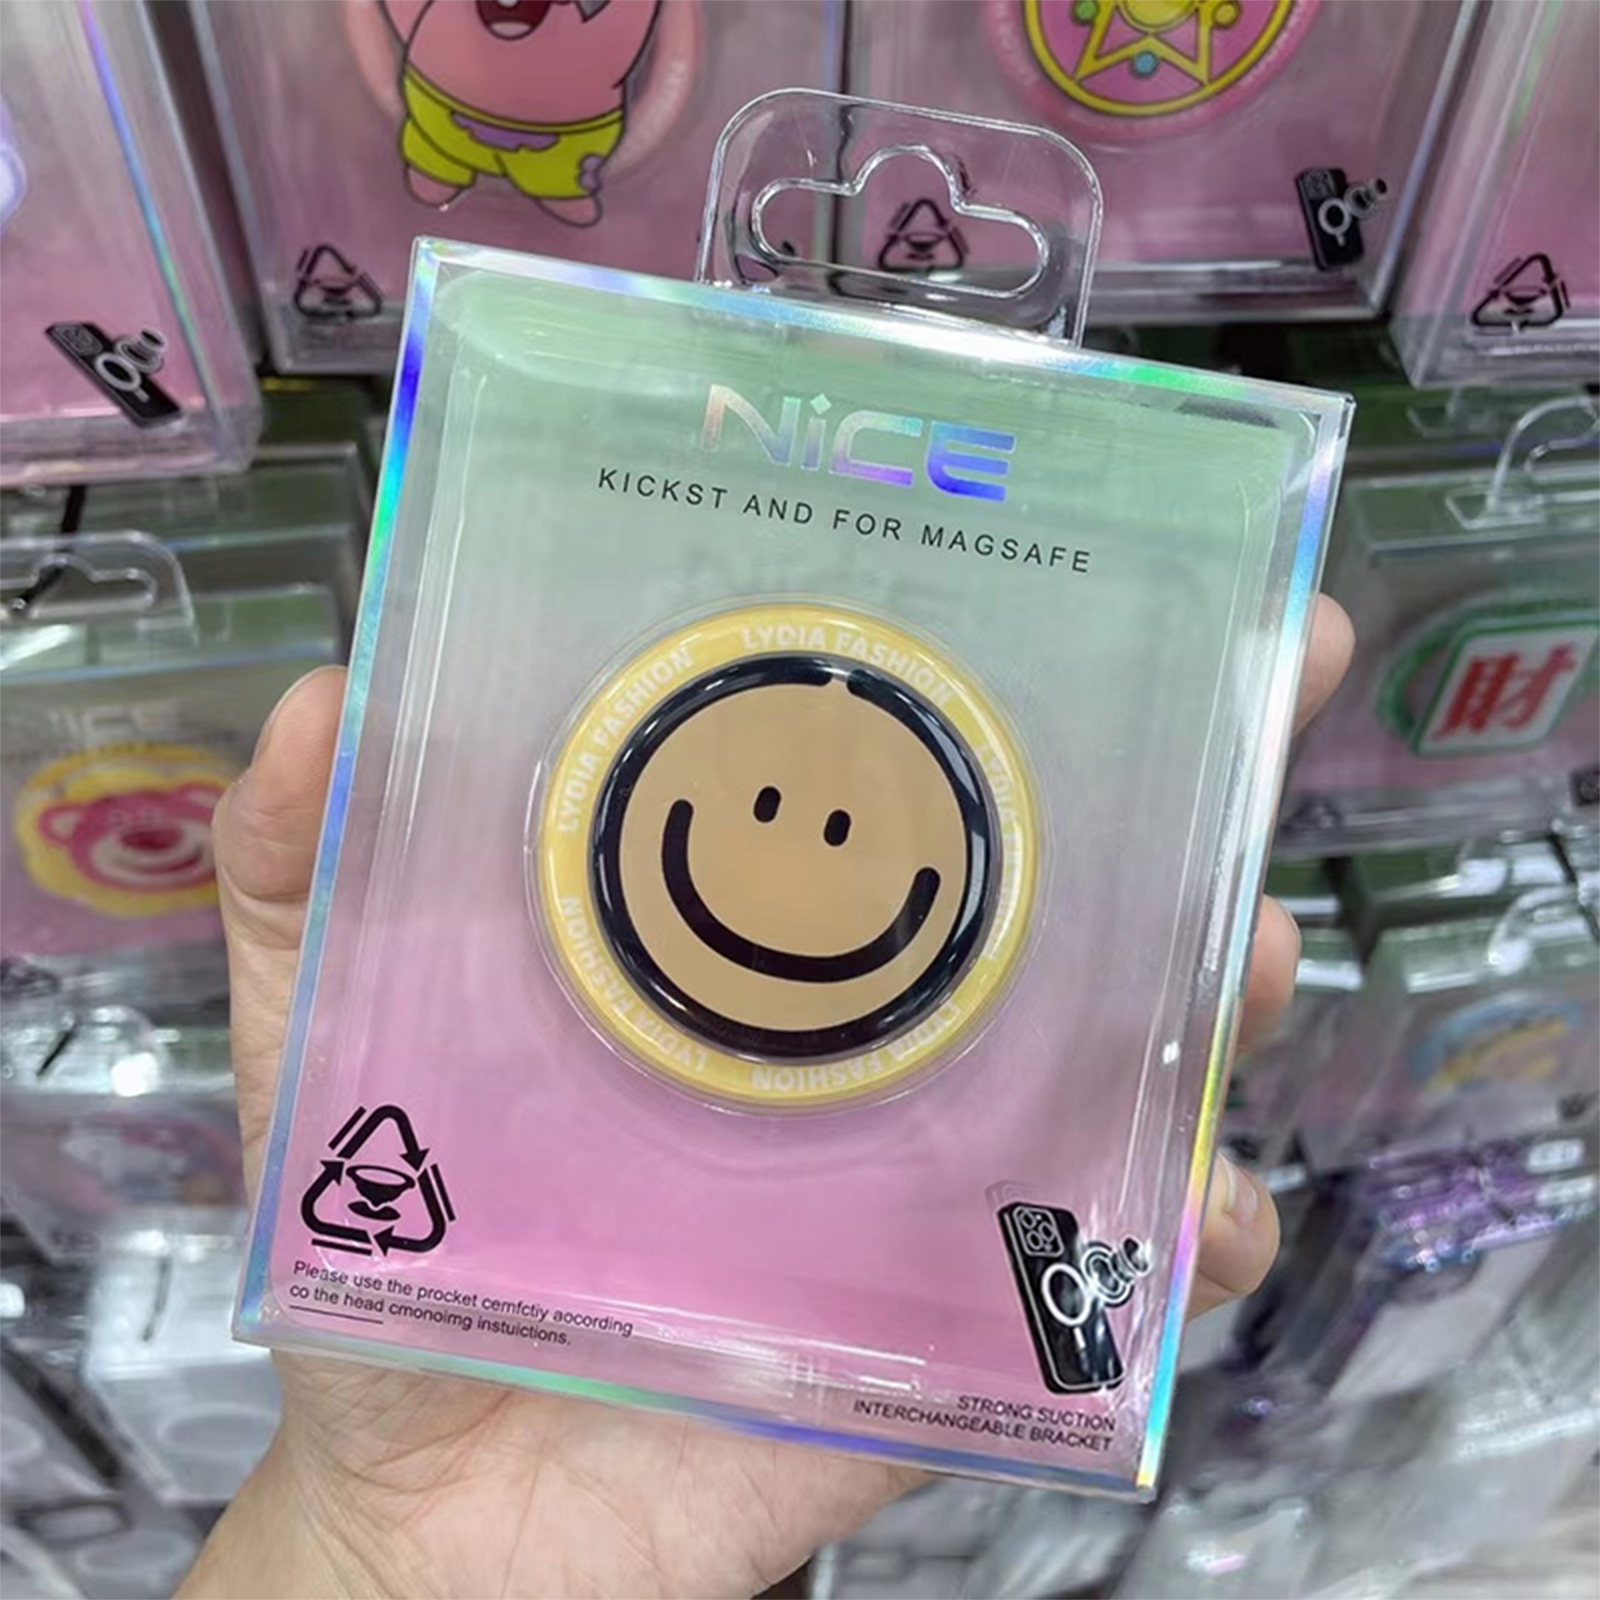 NiCE
KICKST AND FOR MAGSAFE
LYDIA FASHION
LYDIA FASHION
LYDIA FASHION
LYDIA FASHION
財
Please use the procket cemfctiy aocording
co the head cmonoimg instuictions.
STRONG SUCTION
INTERCHANGEABLE BRACKET